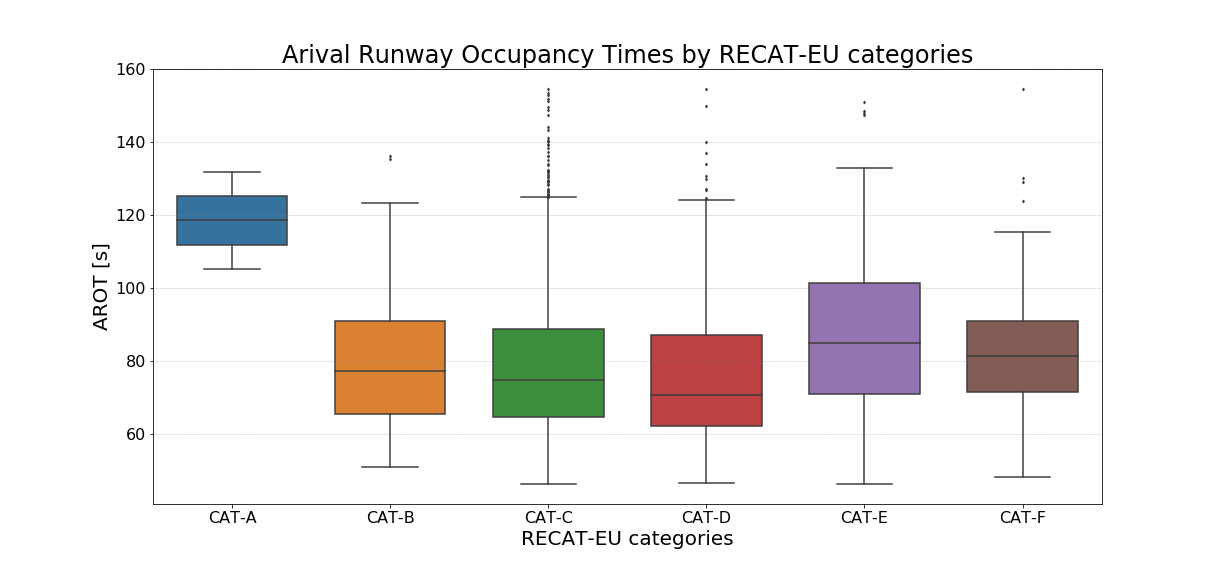 Arival Runway Occupancy Times by RECAT-EU categories
160
140
120
100
80
60
AROT [s]
CAT-A CAT-B CAT-C CAT-D CAT-E CAT-F
RECAT-EU categories